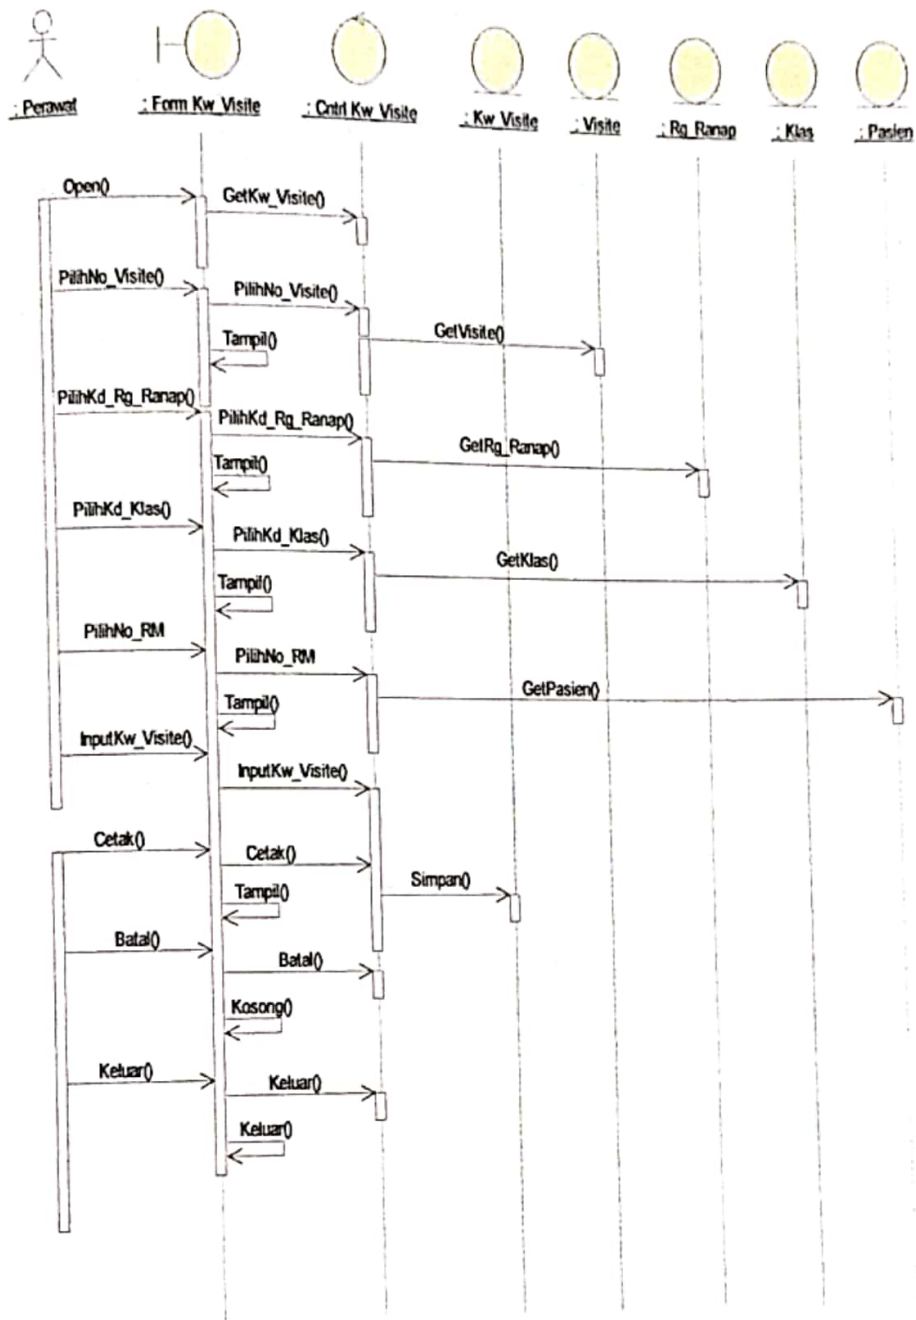 : Perawat
: Form Kw_Visite
: Cntrl Kw_Visite
: Kw_Visite
: Visite
: Rg_Ranap
: Klas
: Pasien
Open()
GetKw_Visite()
PilihNo_Visite()
PilihNo_Visite()
GetVisite()
Tampil()
PilihKd_Rg_Ranap()
PilihKd_Rg_Ranap()
GetRg_Ranap()
Tampil()
PilihKd_Klas()
PilihKd_Klas()
GetKlas()
Tampil()
PilihNo_RM
PilihNo_RM
GetPasien()
Tampil()
InputKw_Visite()
InputKw_Visite()
Cetak()
Cetak()
Simpan()
Tampil()
Batal()
Batal()
Kosong()
Keluar()
Keluar()
Keluar()